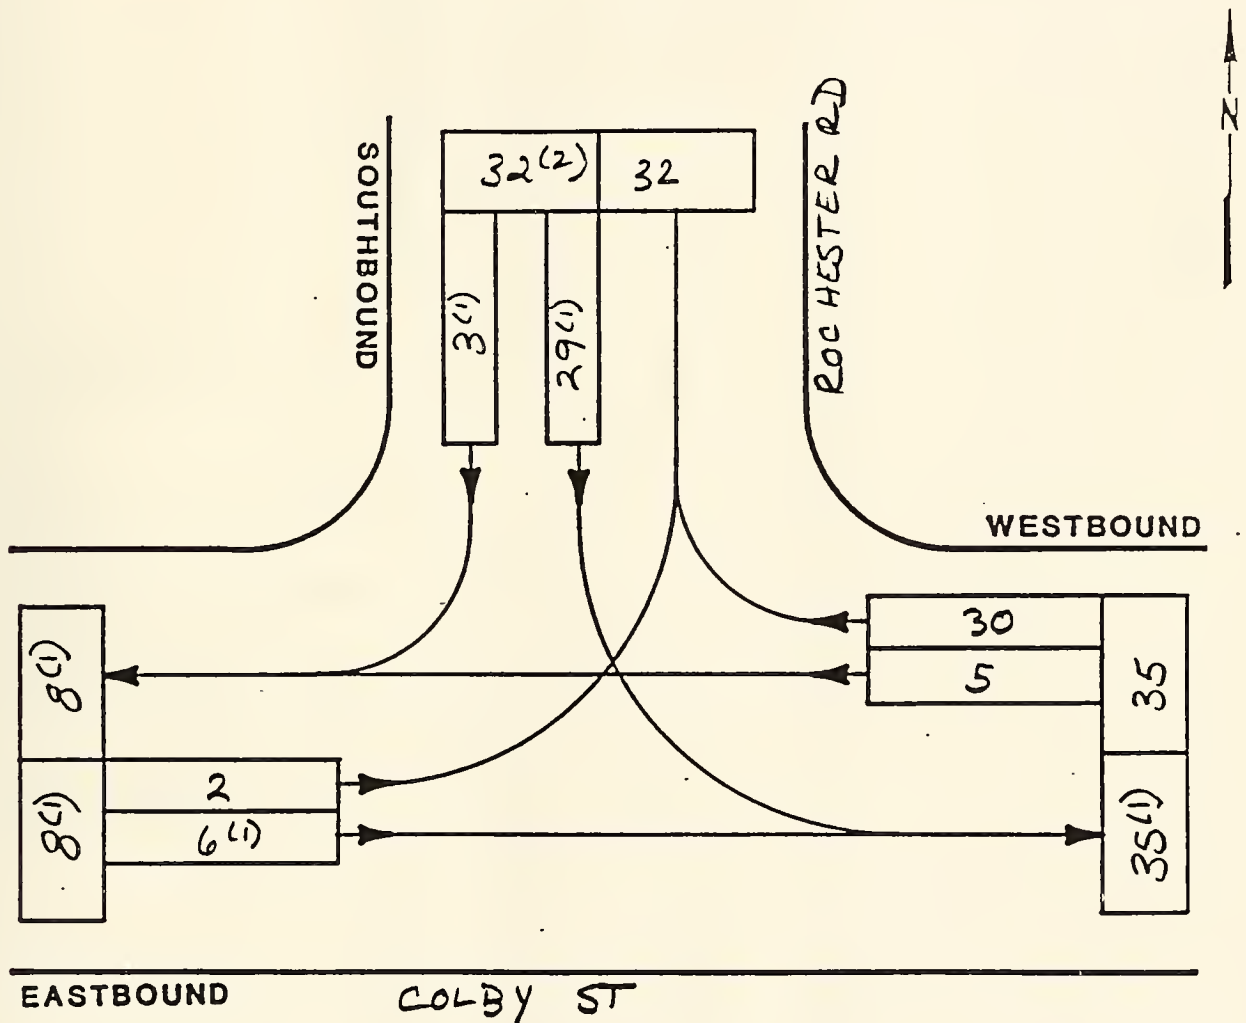 N
SOUTHBOUND
32(2)
32
ROCHESTER RD
3(1)
29(1)
WESTBOUND
30
5
35
8(1)
8(1)
2
6(1)
35(1)
EASTBOUND
COLBY ST